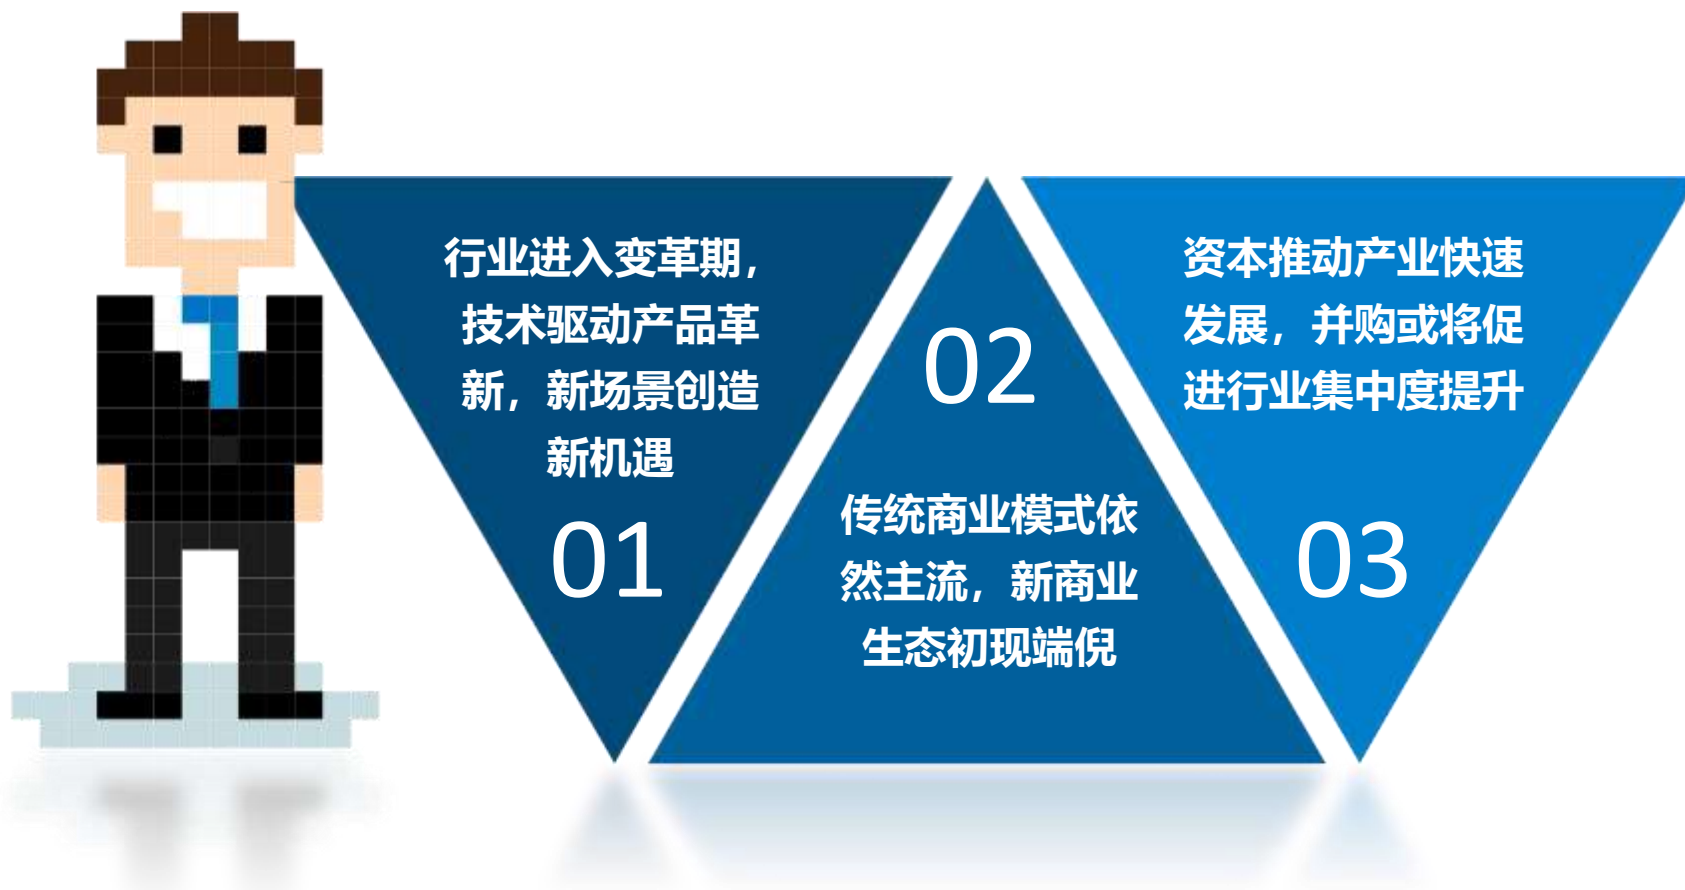 行业进入变革期，
技术驱动产品革
新，新场景创造
新机遇
01
02
传统商业模式依
然主流，新商业
生态初现端倪
资本推动产业快速
发展，并购或将促
进行业集中度提升
03